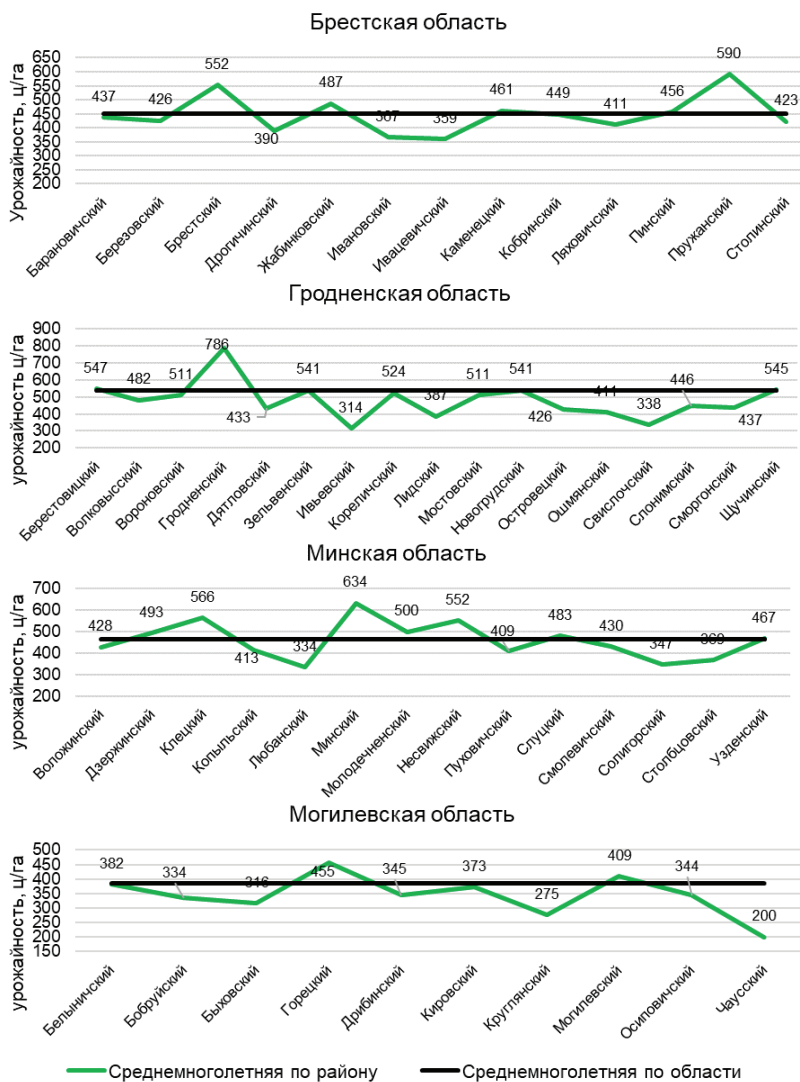 Брестская область
Урожайность, ц/га
650
600
550
500
450
400
350
300
250
200
437
426
552
390
487
367
359
461
449
411
456
590
423
Барановичский
Березовский
Брестский
Дрогичинский
Жабинковский
Ивановский
Ивацевичский
Каменецкий
Кобринский
Ляховичский
Пинский
Пружанский
Столинский
Гродненская область
урожайность ц/га
900
800
700
600
500
400
300
200
547
482
511
786
433
541
314
524
387
511
541
426
411
338
446
437
545
Берестовицкий
Волковысский
Вороновский
Гродненский
Дятловский
Зельвенский
Ивьевский
Кореличский
Лидский
Мостовский
Новогрудский
Островецкий
Ошмянский
Свислочский
Слонимский
Сморгонский
Щучинский
Минская область
урожайность, ц/га
700
600
500
400
300
200
428
493
566
413
334
634
500
552
409
483
430
347
369
467
Воложинский
Дзержинский
Клецкий
Копыльский
Любанский
Минский
Молодечненский
Несвижский
Пуховичский
Слуцкий
Смолевичский
Солигорский
Столбцовский
Узденский
Могилевская область
урожайность, ц/га
500
450
400
350
300
250
200
150
382
334
316
455
345
373
275
409
344
200
Белыничский
Бобруйский
Быховский
Горецкий
Дрибинский
Кировский
Круглянский
Могилевский
Осиповичский
Чаусский
Среднемноголетняя по району
Среднемноголетняя по области